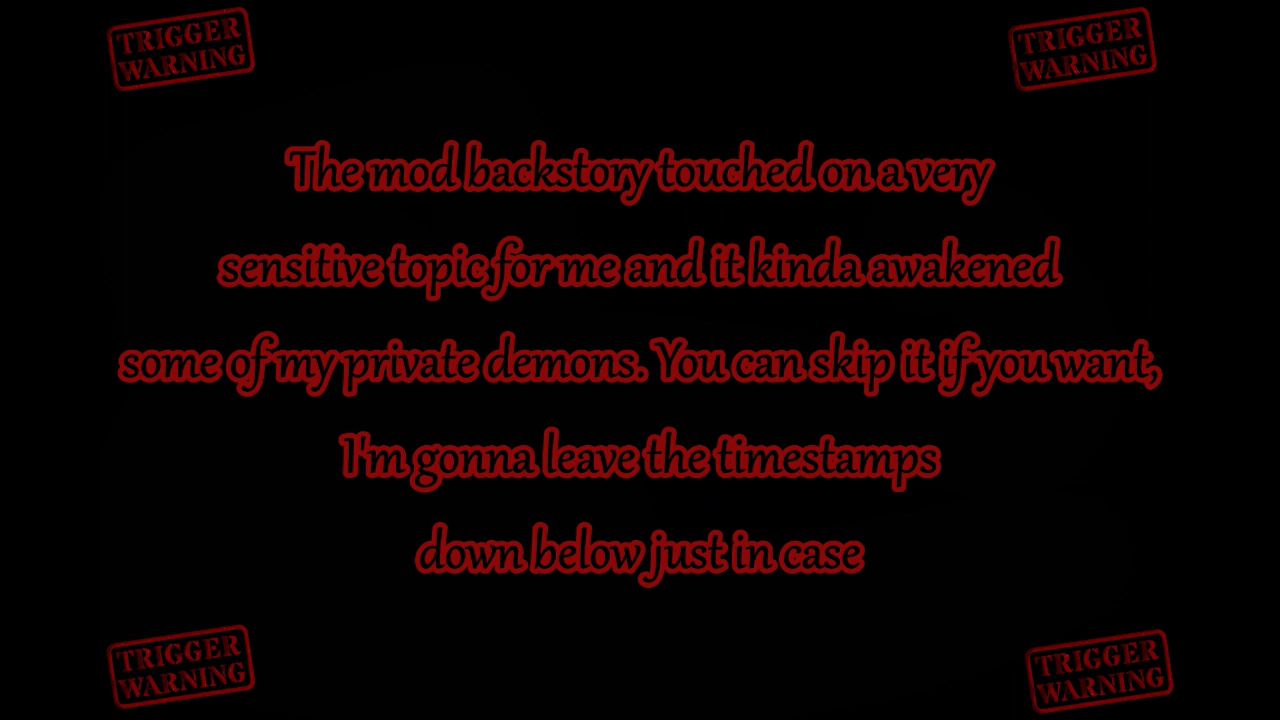 TRIGGER
WARNING
TRIGGER
WARNING
The mod backstory touched on a very
sensitive topic for me and it kinda awakened
some of my private demons. You can skip it if you want,
I'm gonna leave the timestamps
down below just in case
TRIGGER
WARNING
TRIGGER
WARNING